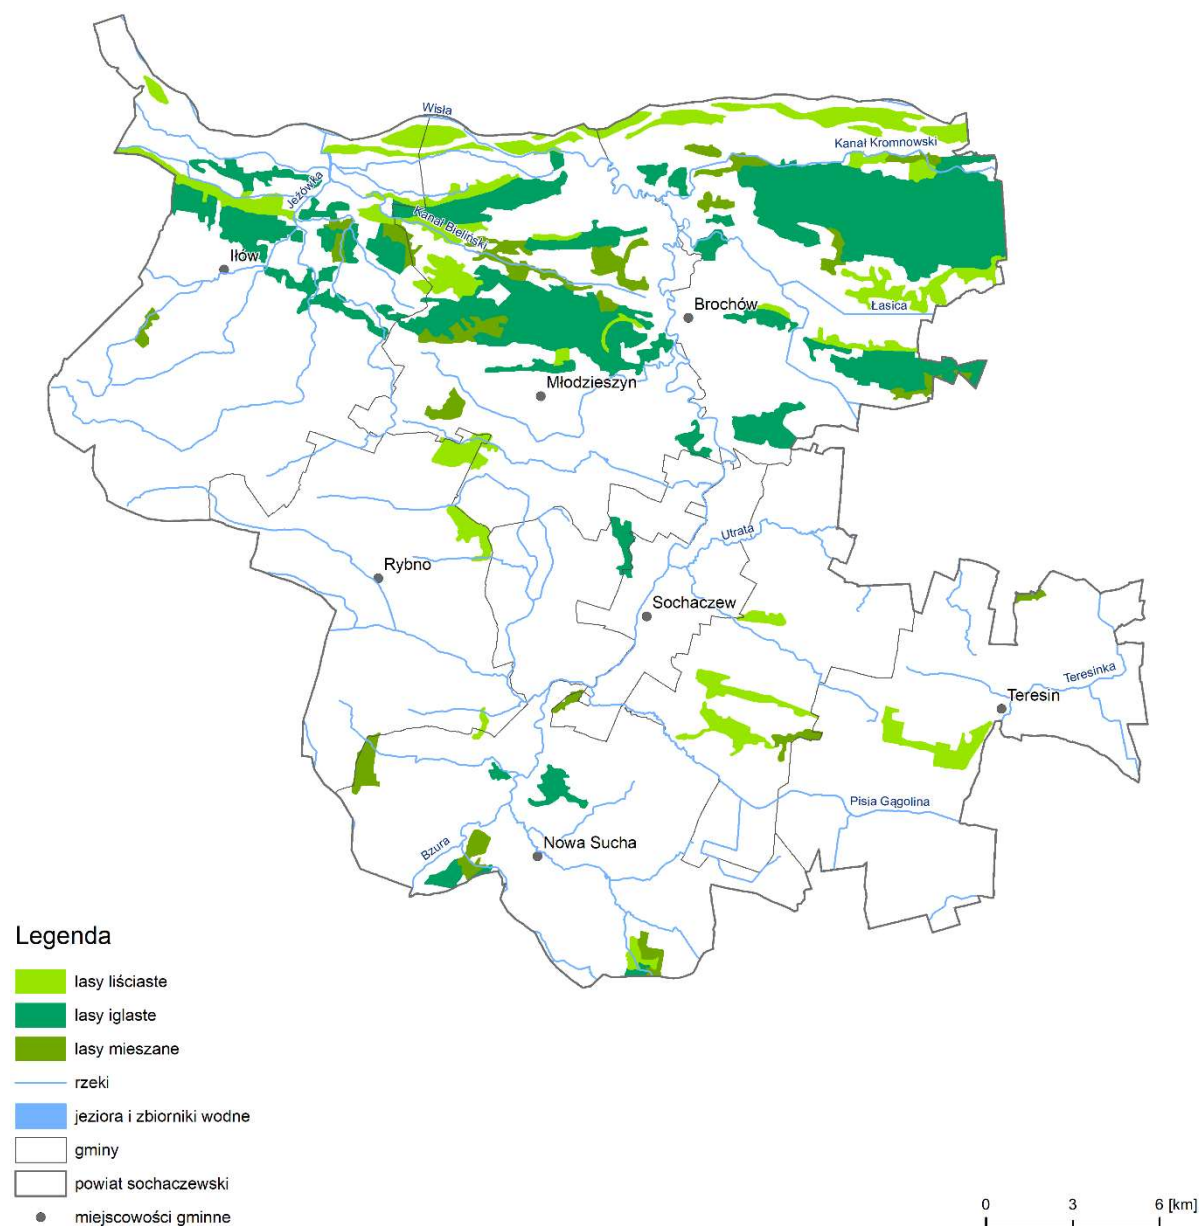 Wisła
Kanał Kromnowski
Jeżówka
Kanał Bieliński
Iłów
Łasica
Brochów
Młodzieszyn
Utrata
Rybno
Sochaczew
Teresinka
Teresin
Pisia Gągolina
Bzura
Nowa Sucha
Legenda
lasy liściaste
lasy iglaste
lasy mieszane
rzeki
jeziora i zbiorniki wodne
gminy
powiat sochaczewski
miejscowości gminne
0 3 6 [km]